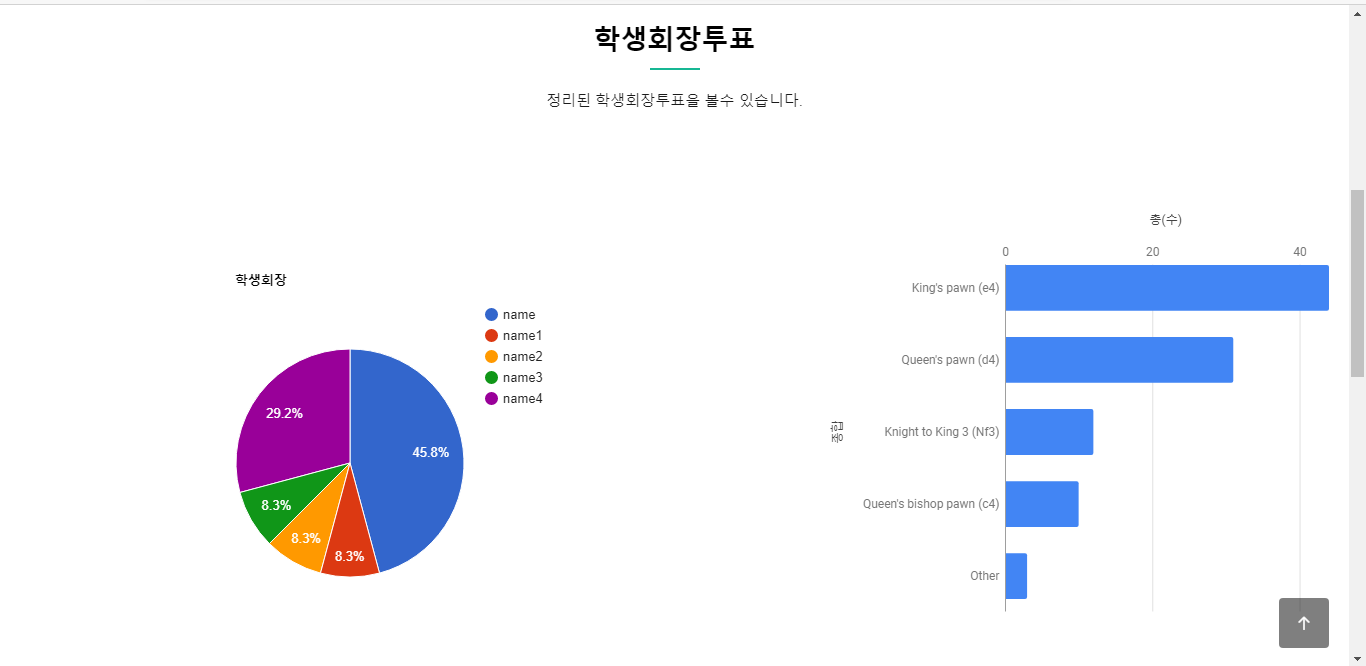 학생회장투표
정리된 학생회장투표을 볼수 있습니다.
학생회장
name
name1
name2
name3
name4
29.2%
45.8%
8.3%
8.3%
8.3%
총(수)
0 20 40
King's pawn (e4)
Queen's pawn (d4)
종합
Knight to King 3 (Nf3)
Queen's bishop pawn (c4)
Other